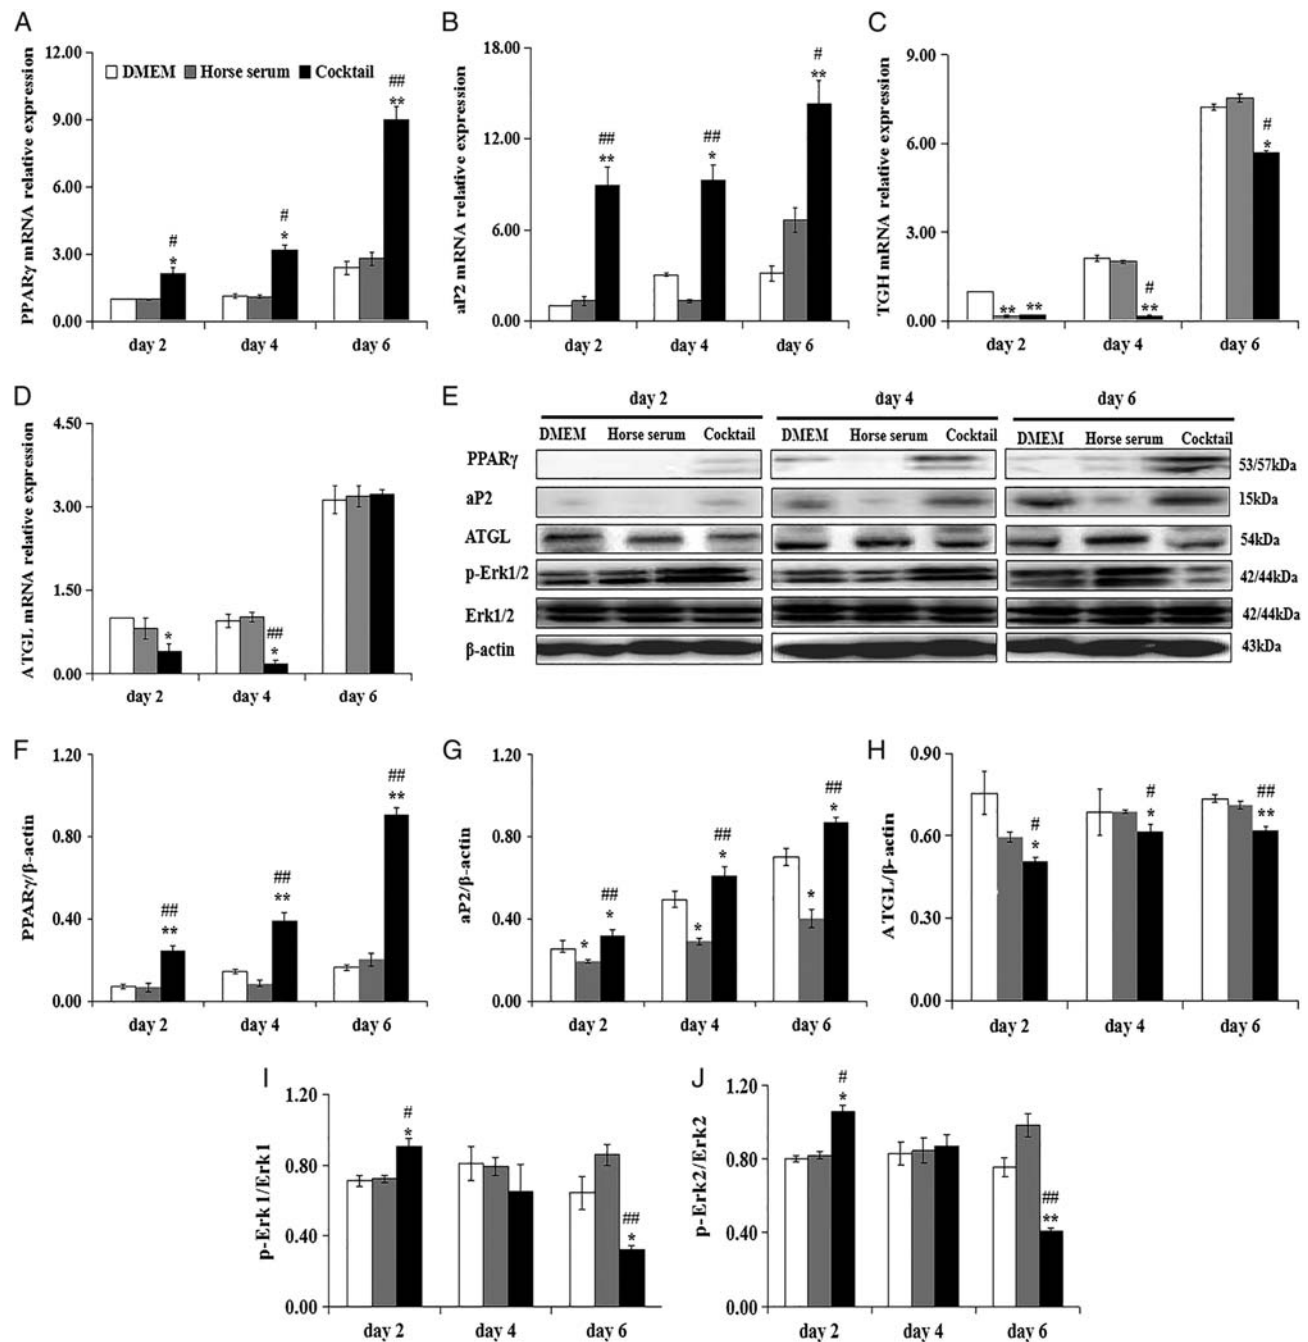 A
PPARγ mRNA relative expression
12.00
9.00
6.00
3.00
0.00
DMEM Horse serum Cocktail
#
*
#
*
##
**
day 2 day 4 day 6
B
aP2 mRNA relative expression
18.00
12.00
6.00
0.00
##
**
##
*
#
**
day 2 day 4 day 6
C
TGH mRNA relative expression
9.00
6.00
3.00
0.00
** **
#
**
#
*
day 2 day 4 day 6
D
ATGL mRNA relative expression
4.50
3.00
1.50
0.00
*
##
*
day 2 day 4 day 6
E
day 2 day 4 day 6
DMEM Horse serum Cocktail DMEM Horse serum Cocktail DMEM Horse serum Cocktail
PPARγ 53/57kDa
aP2 15kDa
ATGL 54kDa
p-Erk1/2 42/44kDa
Erk1/2 42/44kDa
β-actin 43kDa
F
PPARγ/β-actin
1.20
0.80
0.40
0.00
##
**
##
**
##
**
day 2 day 4 day 6
G
aP2/β-actin
1.20
0.80
0.40
0.00
##
* *
##
* *
##
* *
day 2 day 4 day 6
H
ATGL/β-actin
0.90
0.60
0.30
0.00
#
*
#
*
##
**
day 2 day 4 day 6
I
p-Erk1/Erk1
1.20
0.80
0.40
0.00
#
*
##
*
day 2 day 4 day 6
J
p-Erk2/Erk2
1.20
0.80
0.40
0.00
#
*
##
**
day 2 day 4 day 6